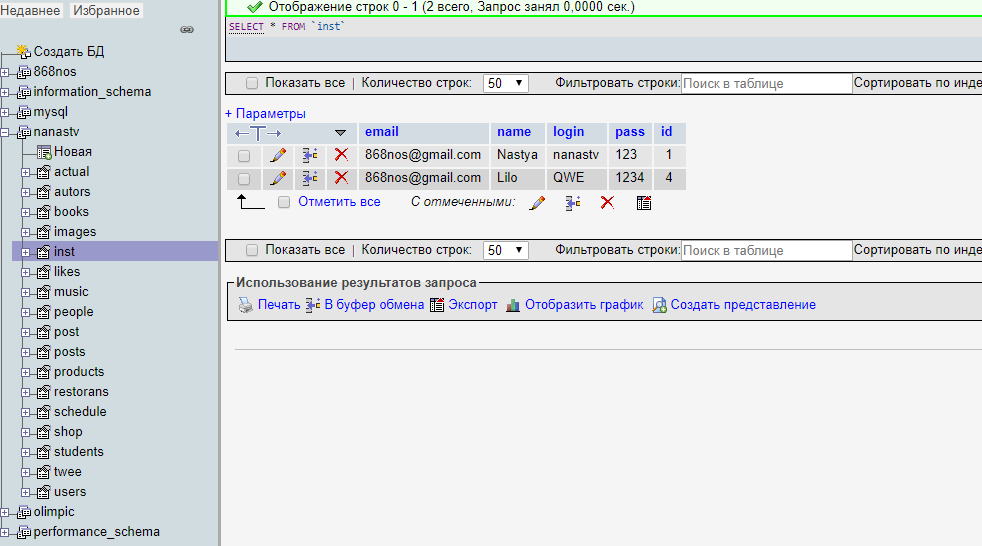 Недавнее Избранное
Создать БД
868nos
information_schema
mysql
nanastv
Новая
actual
autors
books
images
inst
likes
music
people
post
posts
products
restorans
schedule
shop
students
twee
users
olimpic
performance_schema
Отображение строк 0 - 1 (2 всего, Запрос занял 0,0000 сек.)
SELECT * FROM `inst`
Показать все | Количество строк: 50 Фильтровать строки: Поиск в таблице Сортировать по инде
+ Параметры
email name login pass id
868nos@gmail.com Nastya nanastv 123 1
868nos@gmail.com Lilo QWE 1234 4
Отметить все С отмеченными:
Показать все | Количество строк: 50 Фильтровать строки: Поиск в таблице Сортировать по инде
Использование результатов запроса
Печать В буфер обмена Экспорт Отобразить график Создать представление